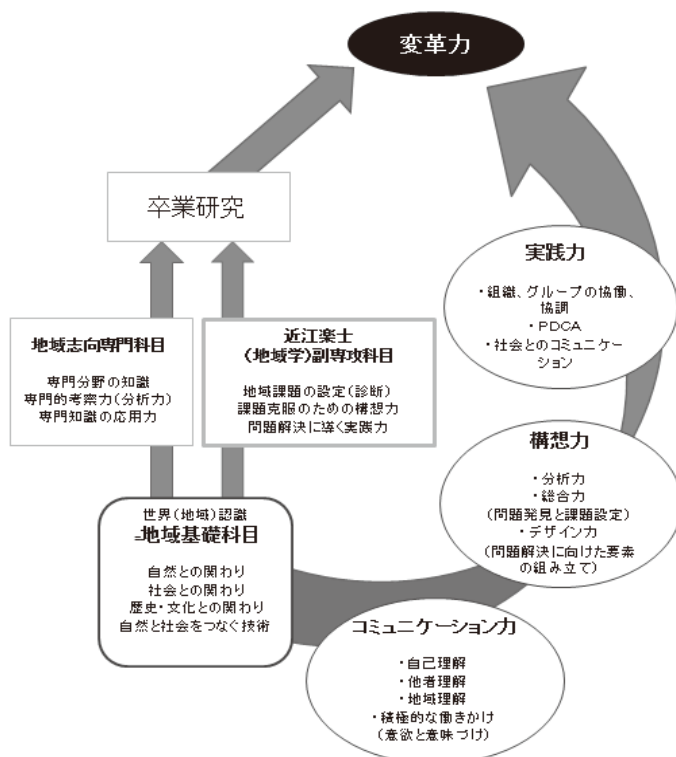 変革力
卒業研究
実践力
・組織、グループの協働、
協調
・PDCA
・社会とのコミュニケー
ション
地域志向専門科目
専門分野の知識
専門的考察力(分析力)
専門知識の応用力
近江楽士
(地域学)副専攻科目
地域課題の設定(診断)
課題克服のための構想力
問題解決に導く実践力
構想力
・分析力
・総合力
(問題発見と課題設定)
・デザイン力
(問題解決に向けた要素
の組み立て)
世界(地域)認識
=地域基礎科目
自然との関わり
社会との関わり
歴史・文化との関わり
自然と社会をつなぐ技術
コミュニケーション力
・自己理解
・他者理解
・地域理解
・積極的な働きかけ
(意欲と意味づけ)